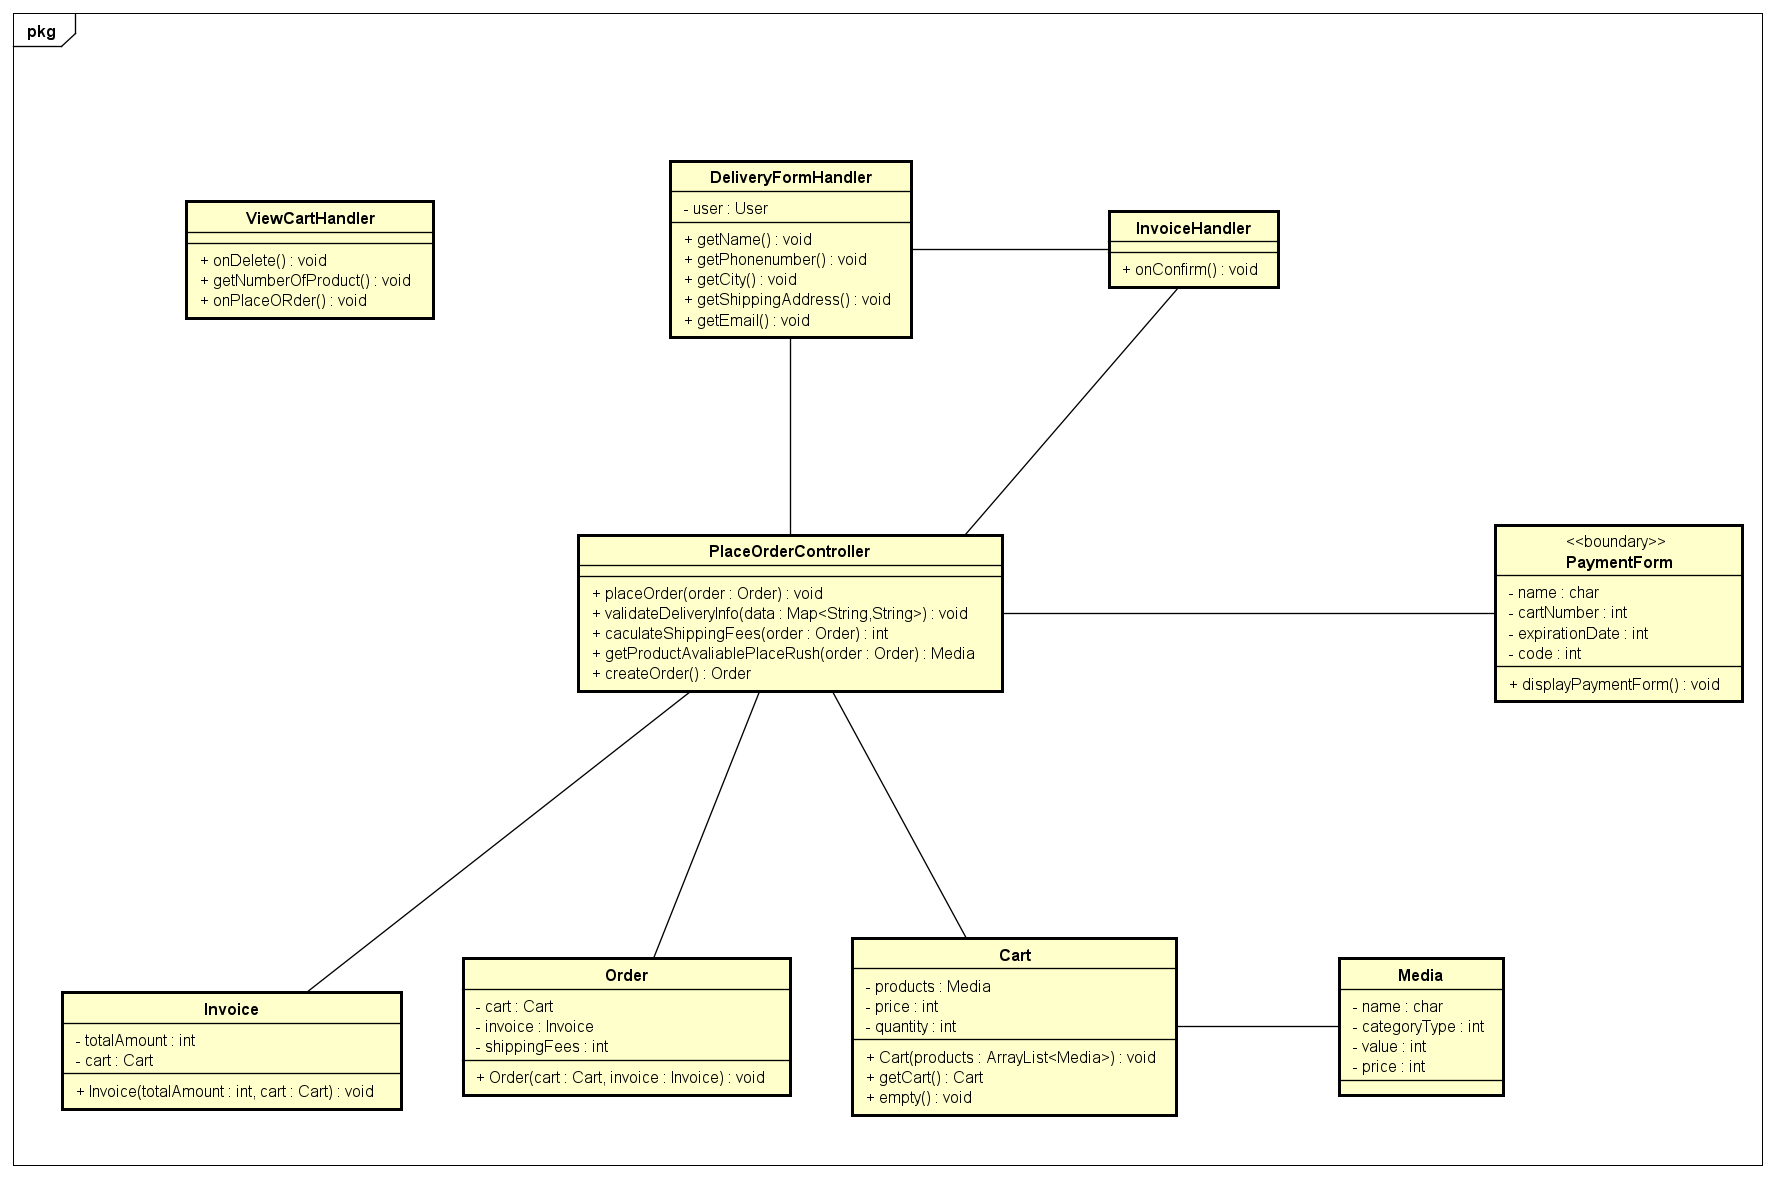 pkg
ViewCartHandler
+ onDelete() : void
+ getNumberOfProduct() : void
+ onPlaceORder() : void
DeliveryFormHandler
- user : User
+ getName() : void
+ getPhonenumber() : void
+ getCity() : void
+ getShippingAddress() : void
+ getEmail() : void
InvoiceHandler
+ onConfirm() : void
PlaceOrderController
+ placeOrder(order : Order) : void
+ validateDeliveryInfo(data : Map<String,String>) : void
+ caculateShippingFees(order : Order) : int
+ getProductAvaliablePlaceRush(order : Order) : Media
+ createOrder() : Order
<<boundary>>
PaymentForm
- name : char
- cartNumber : int
- expirationDate : int
- code : int
+ displayPaymentForm() : void
Invoice
- totalAmount : int
- cart : Cart
+ Invoice(totalAmount : int, cart : Cart) : void
Order
- cart : Cart
- invoice : Invoice
- shippingFees : int
+ Order(cart : Cart, invoice : Invoice) : void
Cart
- products : Media
- price : int
- quantity : int
+ Cart(products : ArrayList<Media>) : void
+ getCart() : Cart
+ empty() : void
Media
- name : char
- categoryType : int
- value : int
- price : int